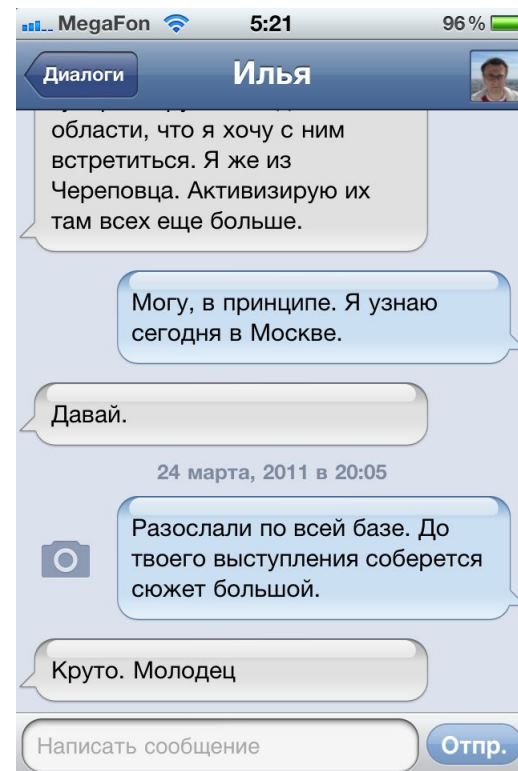 MegaFon 5:21 96 %
Диалоги Илья
области, что я хочу с ним
встретиться. Я же из
Череповца. Активизирую их
там всех еще больше.
Могу, в принципе. Я узнаю
сегодня в Москве.
Давай.
24 марта, 2011 в 20:05
Разослали по всей базе. До
твоего выступления соберется
сюжет большой.
Круто. Молодец
Написать сообщение Отпр.